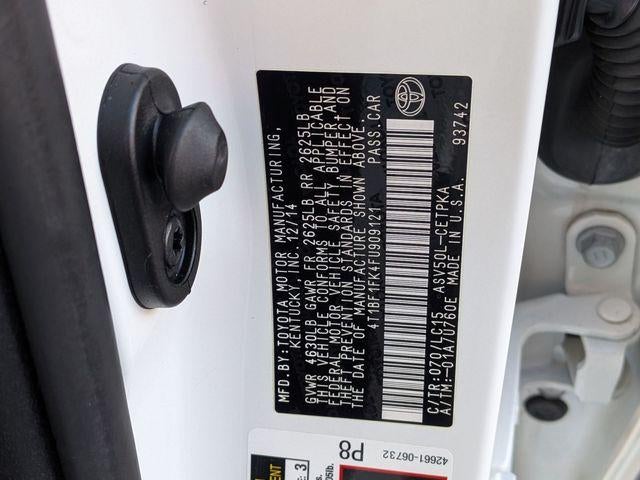 MFD. BY: TOYOTA MOTOR MANUFACTURING,
KENTUCKY, INC. 12/14
GVWR 4630LB GAWR FR 2625LB RR 2625LB
THIS VEHICLE CONFORMS TO ALL APPLICABLE
FEDERAL MOTOR VEHICLE SAFETY BUMPER, AND
THEFT PREVENTION STANDARDS IN EFFECT ON
THE DATE OF MANUFACTURE SHOWN ABOVE.
4T1BF1FK4FU909121 PASS. CAR
C/TR: 070/LC15 ASV50L-CETPKA
A/TM: -01A/U760E MADE IN U.S.A. 93742
42661-06732
P8
3